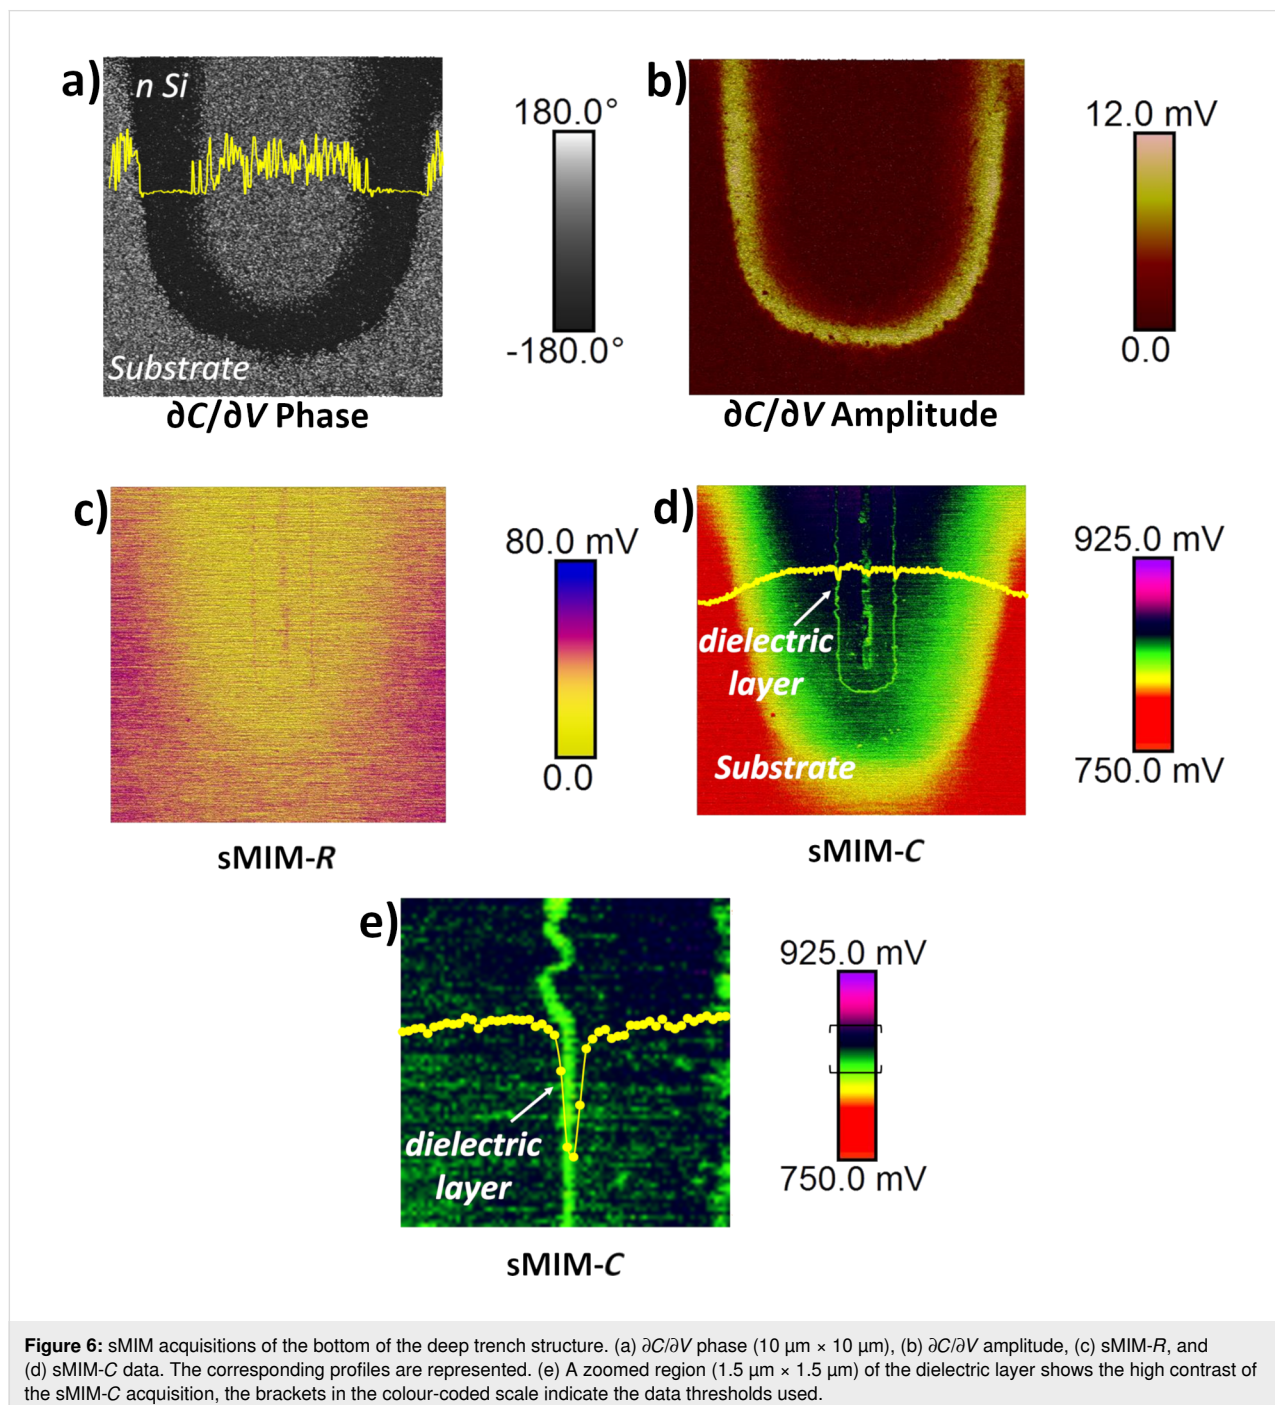 a)
n Si
Substrate
180.0°
-180.0°
∂C/∂V Phase
b)
12.0 mV
0.0
∂C/∂V Amplitude
c)
80.0 mV
0.0
sMIM-R
d)
dielectric
layer
Substrate
925.0 mV
750.0 mV
sMIM-C
e)
dielectric
layer
925.0 mV
750.0 mV
sMIM-C
Figure 6: sMIM acquisitions of the bottom of the deep trench structure. (a) ∂C/∂V phase (10 µm × 10 µm), (b) ∂C/∂V amplitude, (c) sMIM-R, and
(d) sMIM-C data. The corresponding profiles are represented. (e) A zoomed region (1.5 µm × 1.5 µm) of the dielectric layer shows the high contrast of
the sMIM-C acquisition, the brackets in the colour-coded scale indicate the data thresholds used.